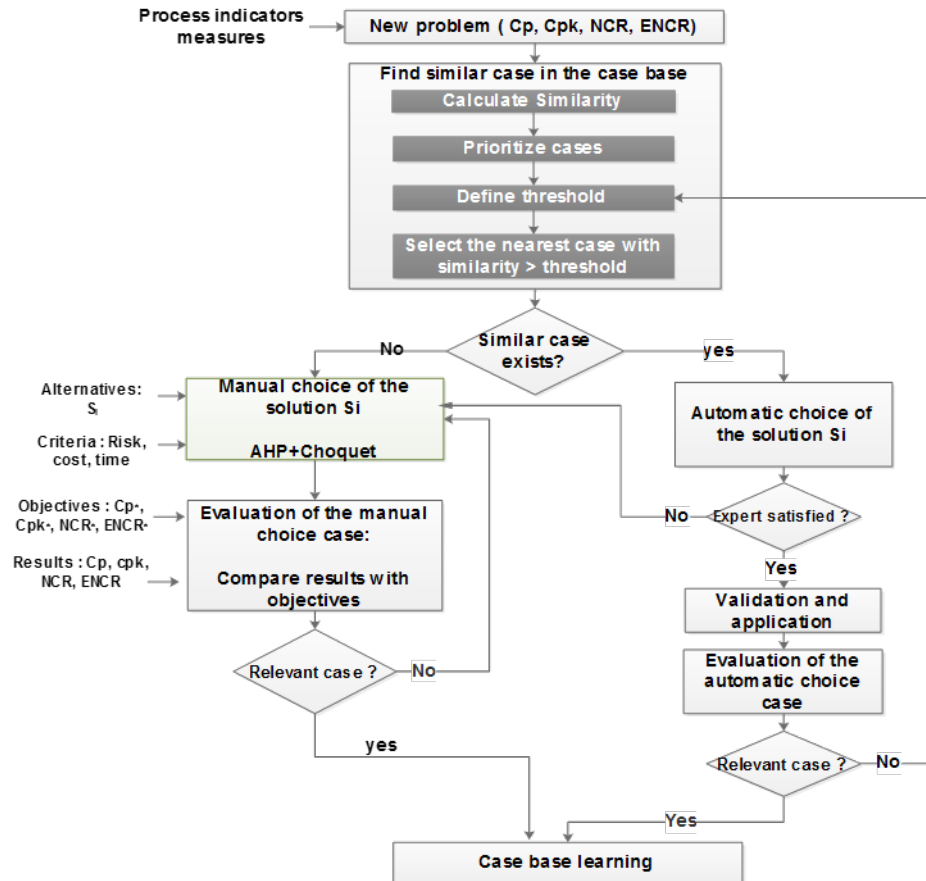 Process indicators
measures
New problem ( Cp, Cpk, NCR, ENCR)
Find similar case in the case base
Calculate Similarity
Prioritize cases
Define threshold
Select the nearest case with
similarity > threshold
Similar case
exists?
No
yes
Alternatives:
Si
Manual choice of the
solution Si
AHP+Choquet
Criteria : Risk,
cost, time
Automatic choice of
the solution Si
Objectives : Cp*,
Cpk*, NCR*, ENCR*
Evaluation of the manual
choice case:
Compare results with
objectives
Results : Cp, cpk,
NCR, ENCR
No
Expert satisfied ?
Yes
Validation and
application
Relevant case ?
No
Evaluation of the
automatic choice
case
yes
Relevant case ?
No
Yes
Case base learning